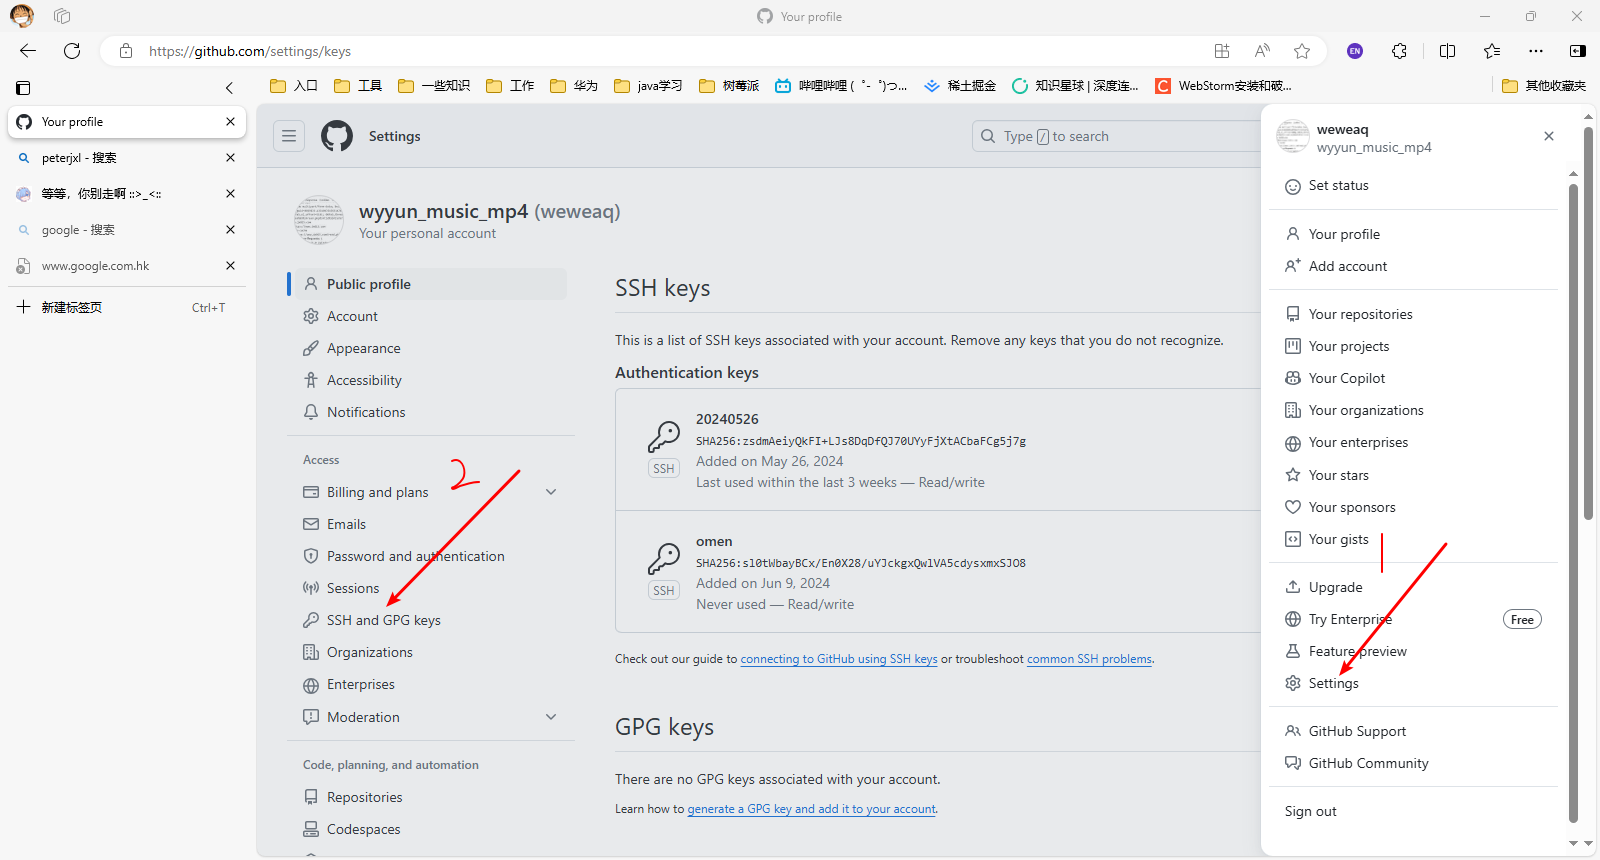 Your profile
https://github.com/settings/keys
EN
入口
工具
一些知识
工作
华为
java学习
树莓派
哔哩哔哩 ( ゜- ゜)つ...
稀土掘金
知识星球 | 深度连...
WebStorm安装和破...
其他收藏夹
Your profile
peterjxl - 搜索
等等，你别走啊 ::>_<::
google - 搜索
www.google.com.hk
新建标签页 Ctrl+T
Settings
Type / to search
wyyun_music_mp4 (weweaq)
Your personal account
Public profile
Account
Appearance
Accessibility
Notifications
Access
2
Billing and plans
Emails
Password and authentication
Sessions
SSH and GPG keys
Organizations
Enterprises
Moderation
Code, planning, and automation
Repositories
Codespaces
SSH keys
This is a list of SSH keys associated with your account. Remove any keys that you do not recognize.
Authentication keys
20240526
SHA256:zsdmAeiyQkFI+LJs8DqDfQJ70UYyFjXtACbaFCg5j7g
SSH
Added on May 26, 2024
Last used within the last 3 weeks — Read/write
omen
SHA256:sl0tWbayBCx/En0X28/uYJckgxQwlVA5cdysxmxSJO8
SSH
Added on Jun 9, 2024
Never used — Read/write
Check out our guide to connecting to GitHub using SSH keys or troubleshoot common SSH problems.
GPG keys
There are no GPG keys associated with your account.
Learn how to generate a GPG key and add it to your account.
weweaq
wyyun_music_mp4
Set status
Your profile
Add account
Your repositories
Your projects
Your Copilot
Your organizations
Your enterprises
Your stars
Your sponsors
Your gists
1
Upgrade
Try Enterprise Free
Feature preview
Settings
GitHub Support
GitHub Community
Sign out